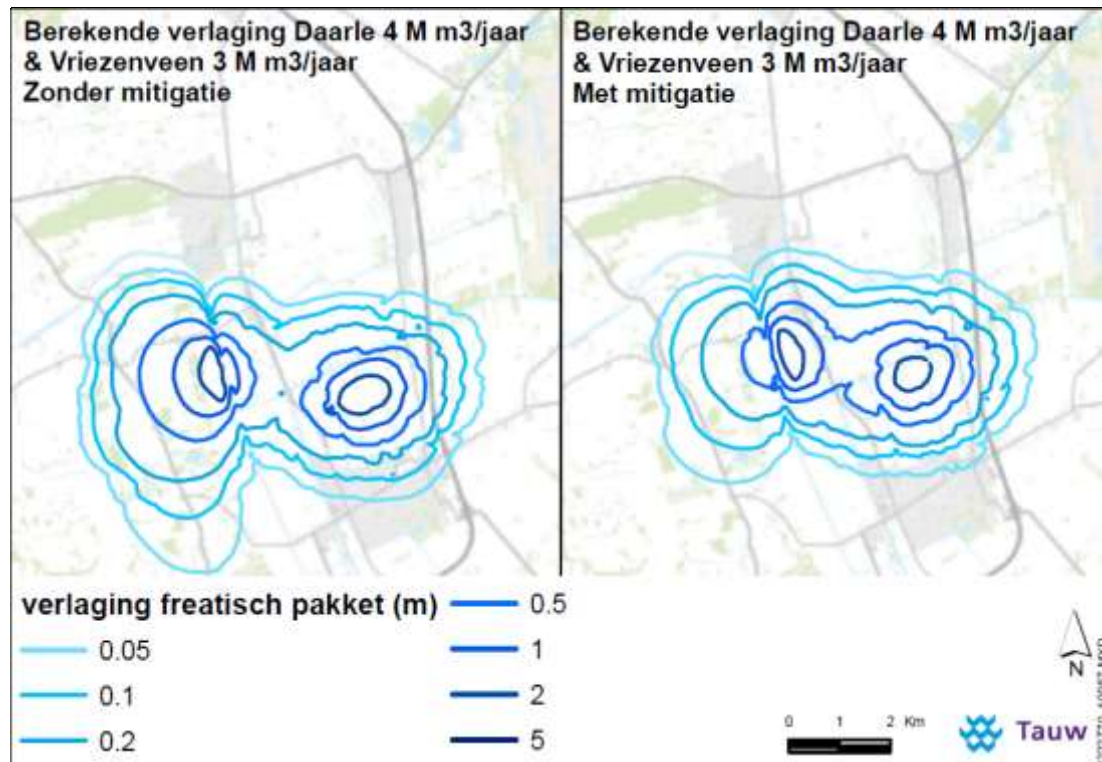 Berekende verlaging Daarle 4 M m3/jaar
& Vriezenveen 3 M m3/jaar
Zonder mitigatie
Berekende verlaging Daarle 4 M m3/jaar
& Vriezenveen 3 M m3/jaar
Met mitigatie
verlaging freatisch pakket (m)
0.05
0.1
0.2
0.5
1
2
5
N
0 1 2 Km
Tauw